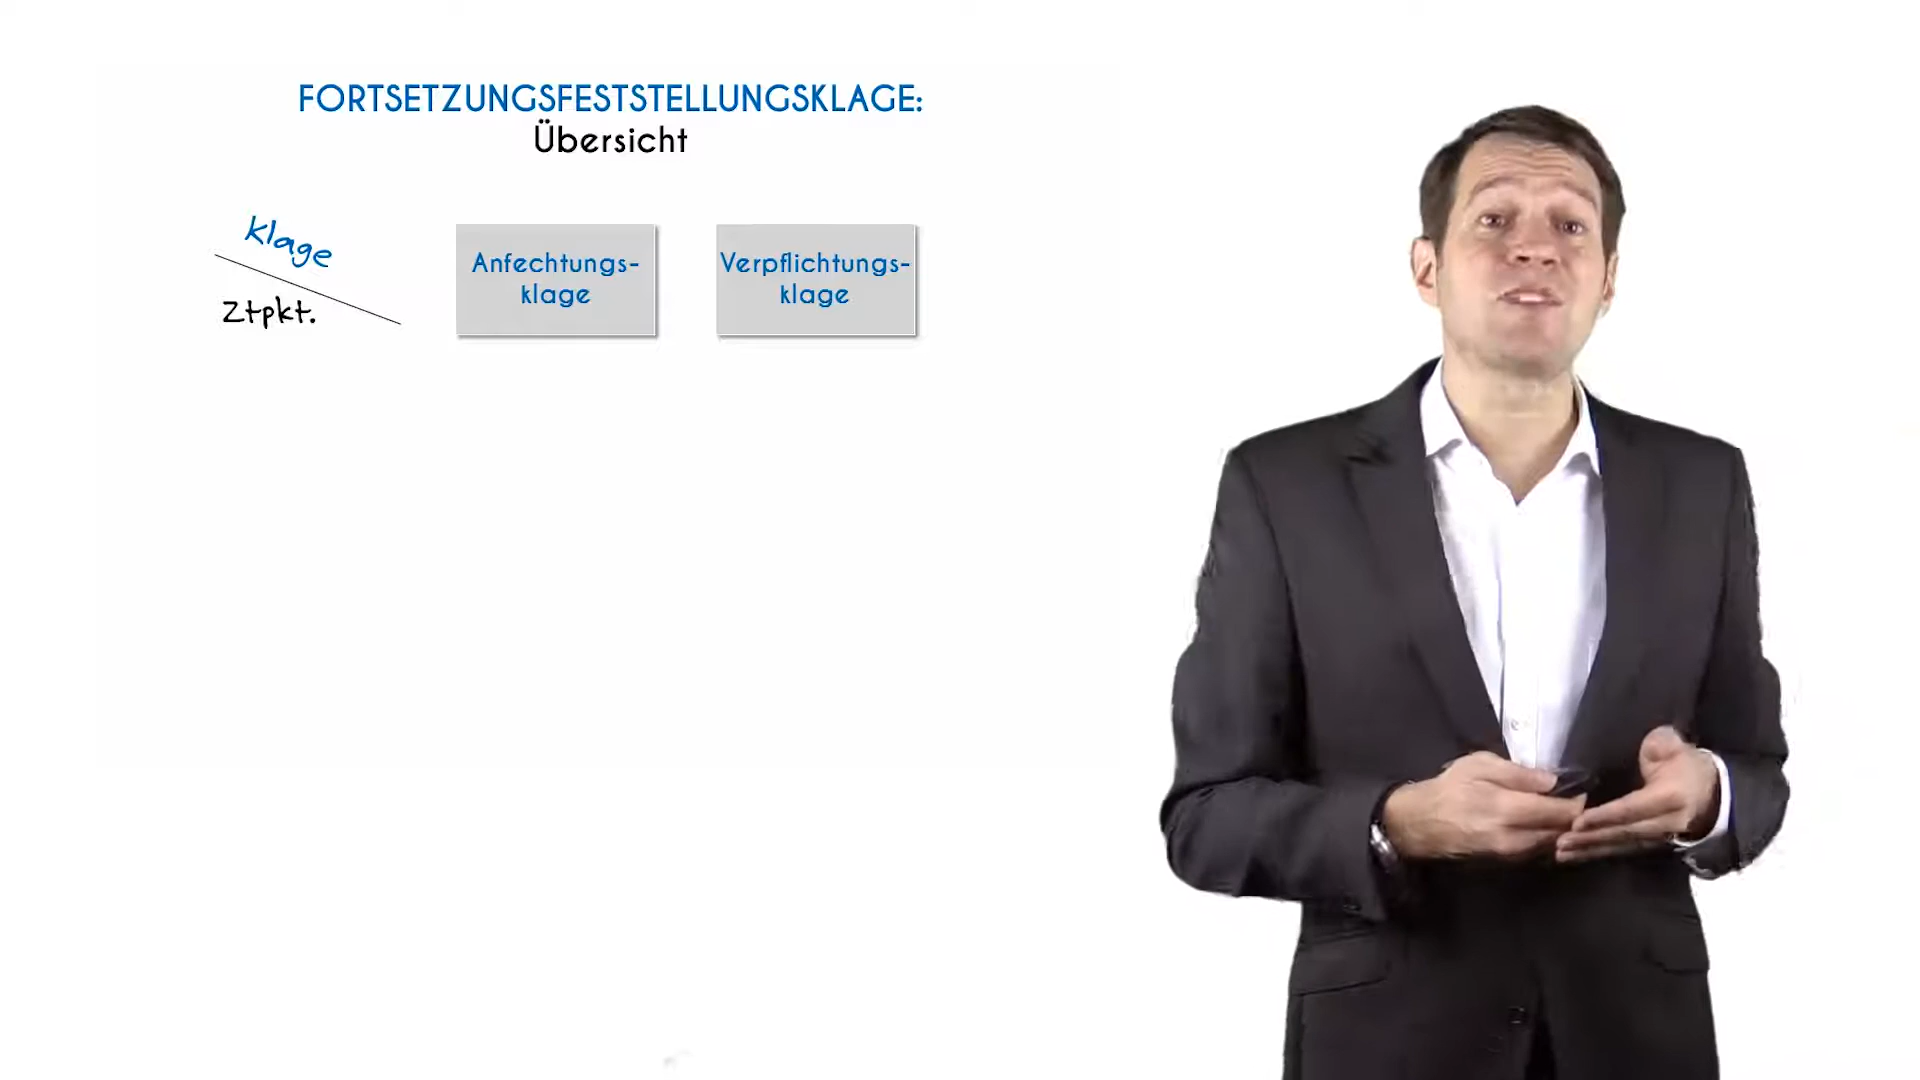 FORTSETZUNGSFESTSTELLUNGSKLAGE:
Übersicht
Klage
Ztpkt.
Anfechtungs-
klage
Verpflichtungs-
klage